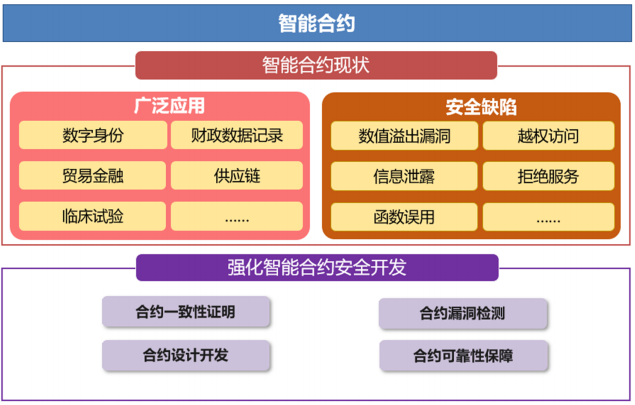 智能合约
智能合约现状
广泛应用
数字身份
财政数据记录
贸易金融
供应链
临床试验
......
安全缺陷
数值溢出漏洞
越权访问
信息泄露
拒绝服务
函数误用
......
强化智能合约安全开发
合约一致性证明
合约漏洞检测
合约设计开发
合约可靠性保障